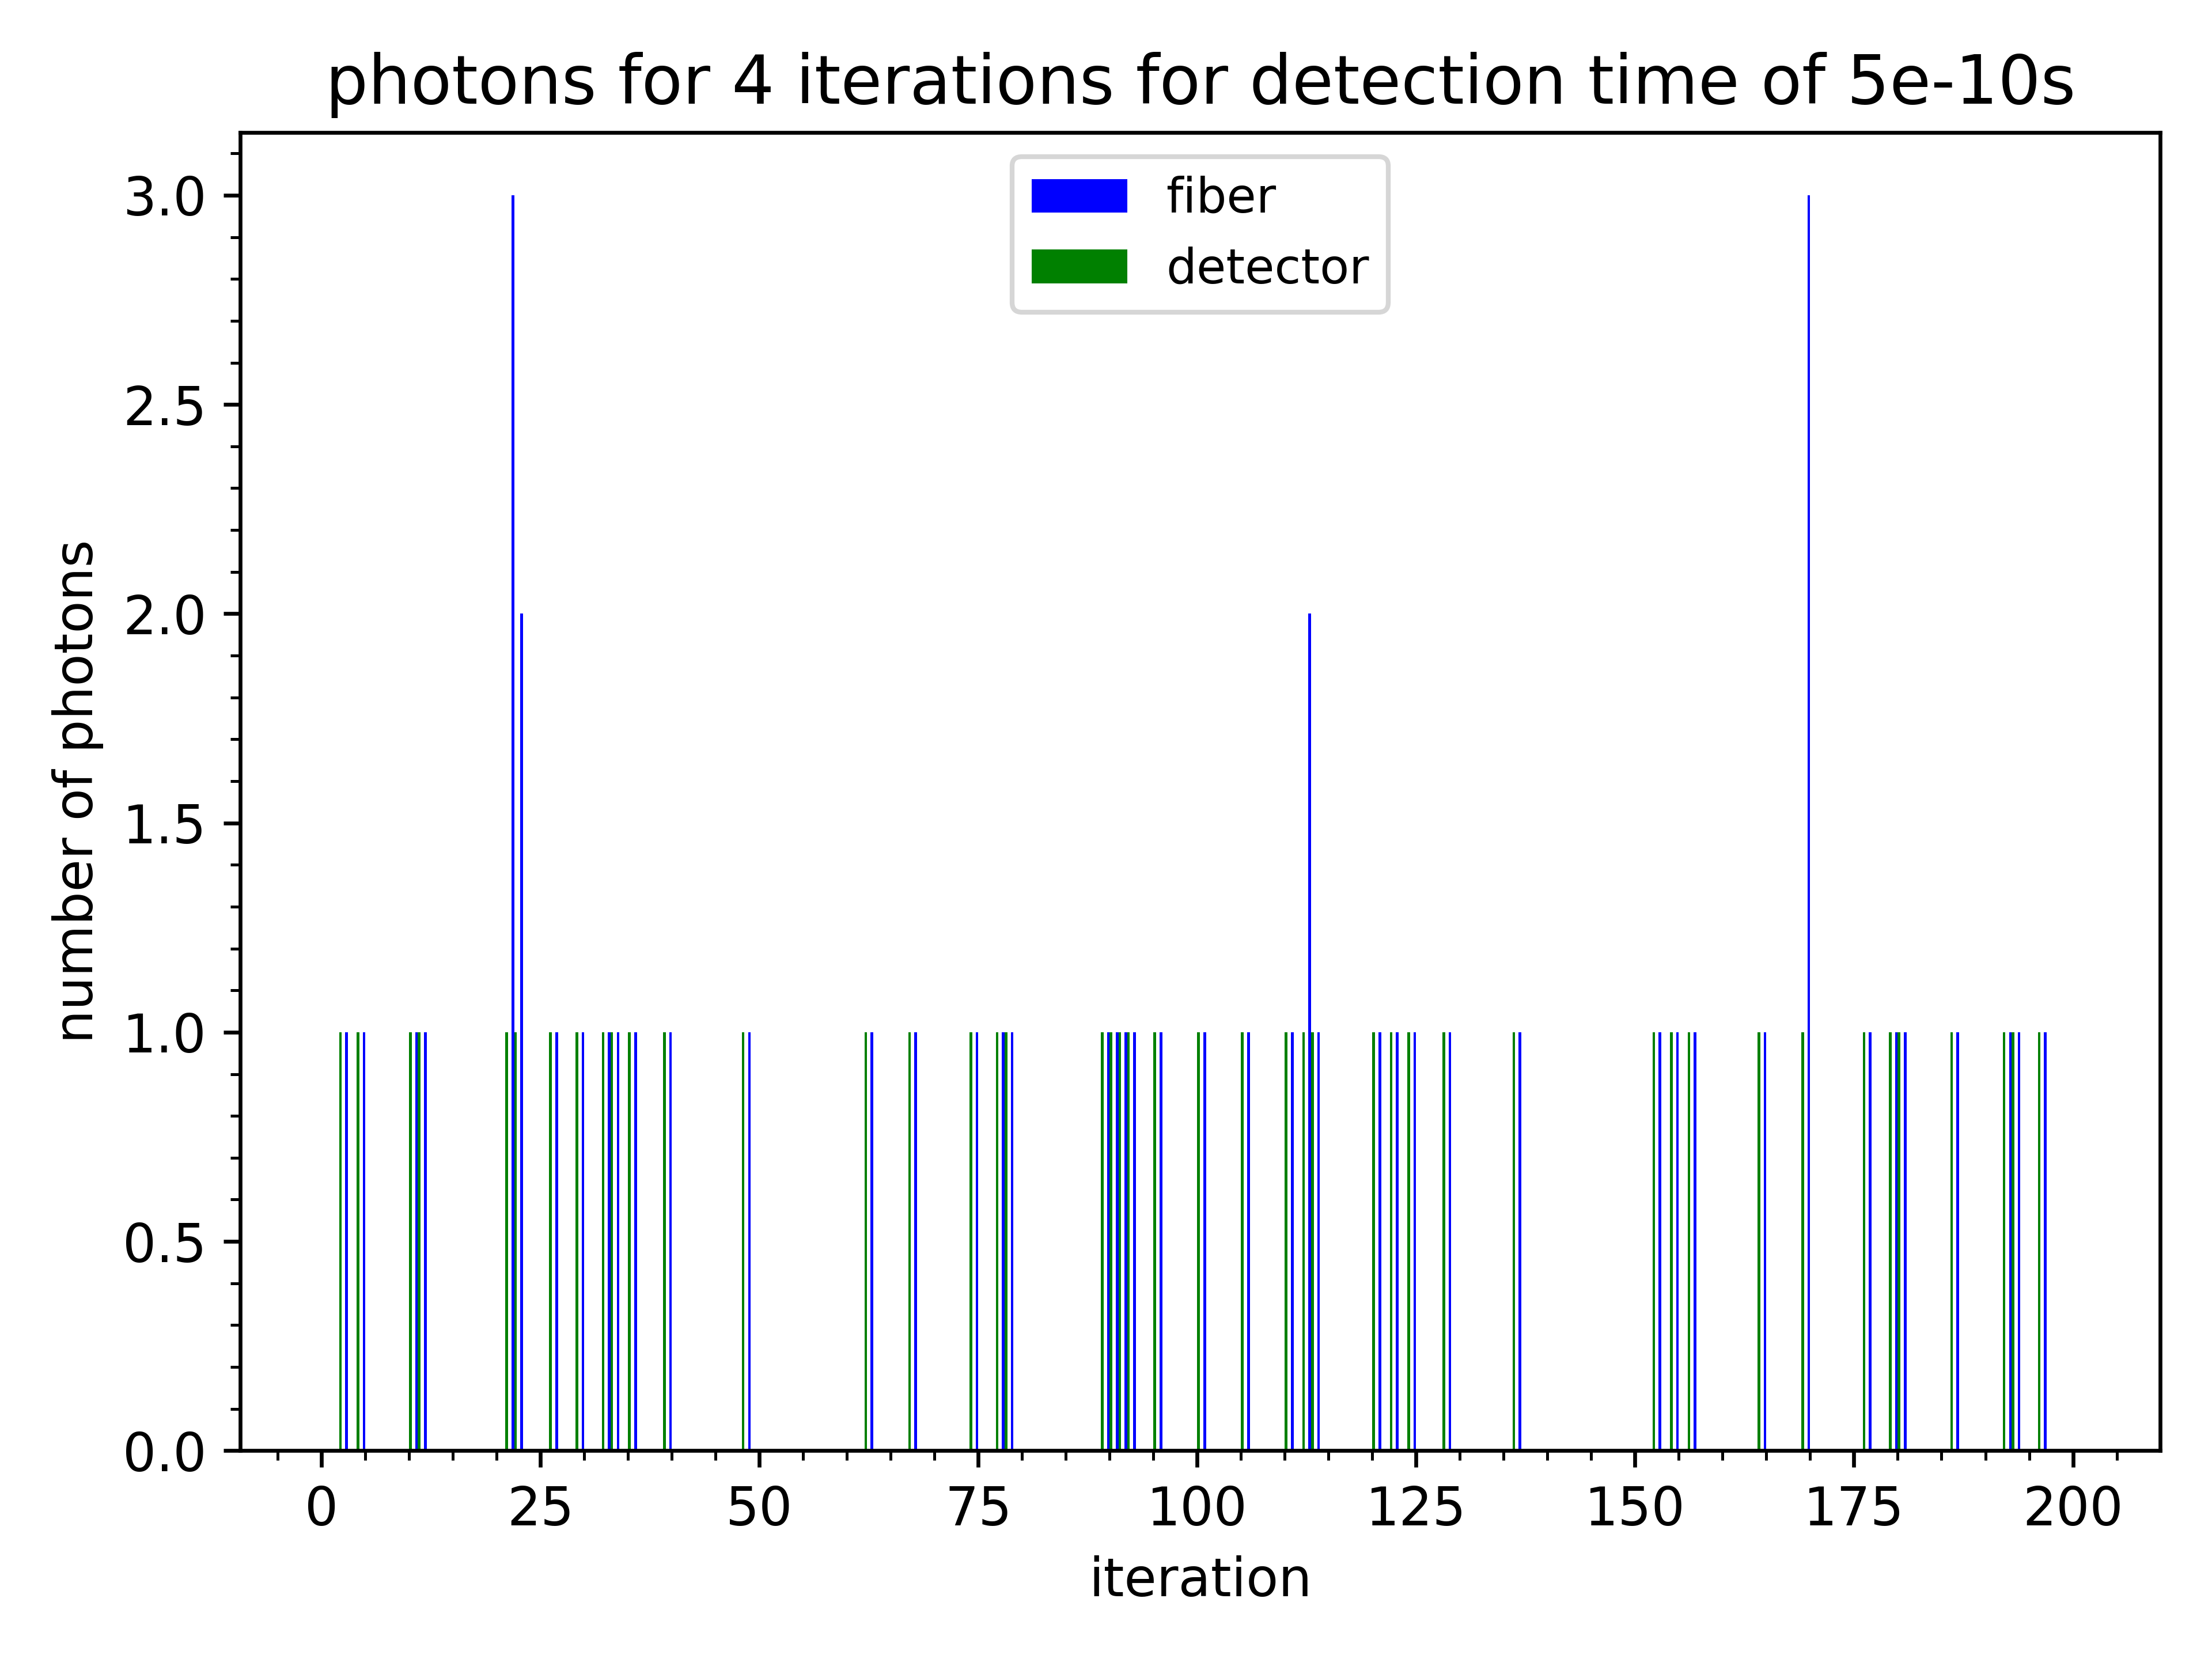 photons for 4 iterations for detection time of 5e-10s
fiber
detector
3.0
2.5
2.0
1.5
1.0
0.5
0.0
number of photons
0 25 50 75 100 125 150 175 200
iteration